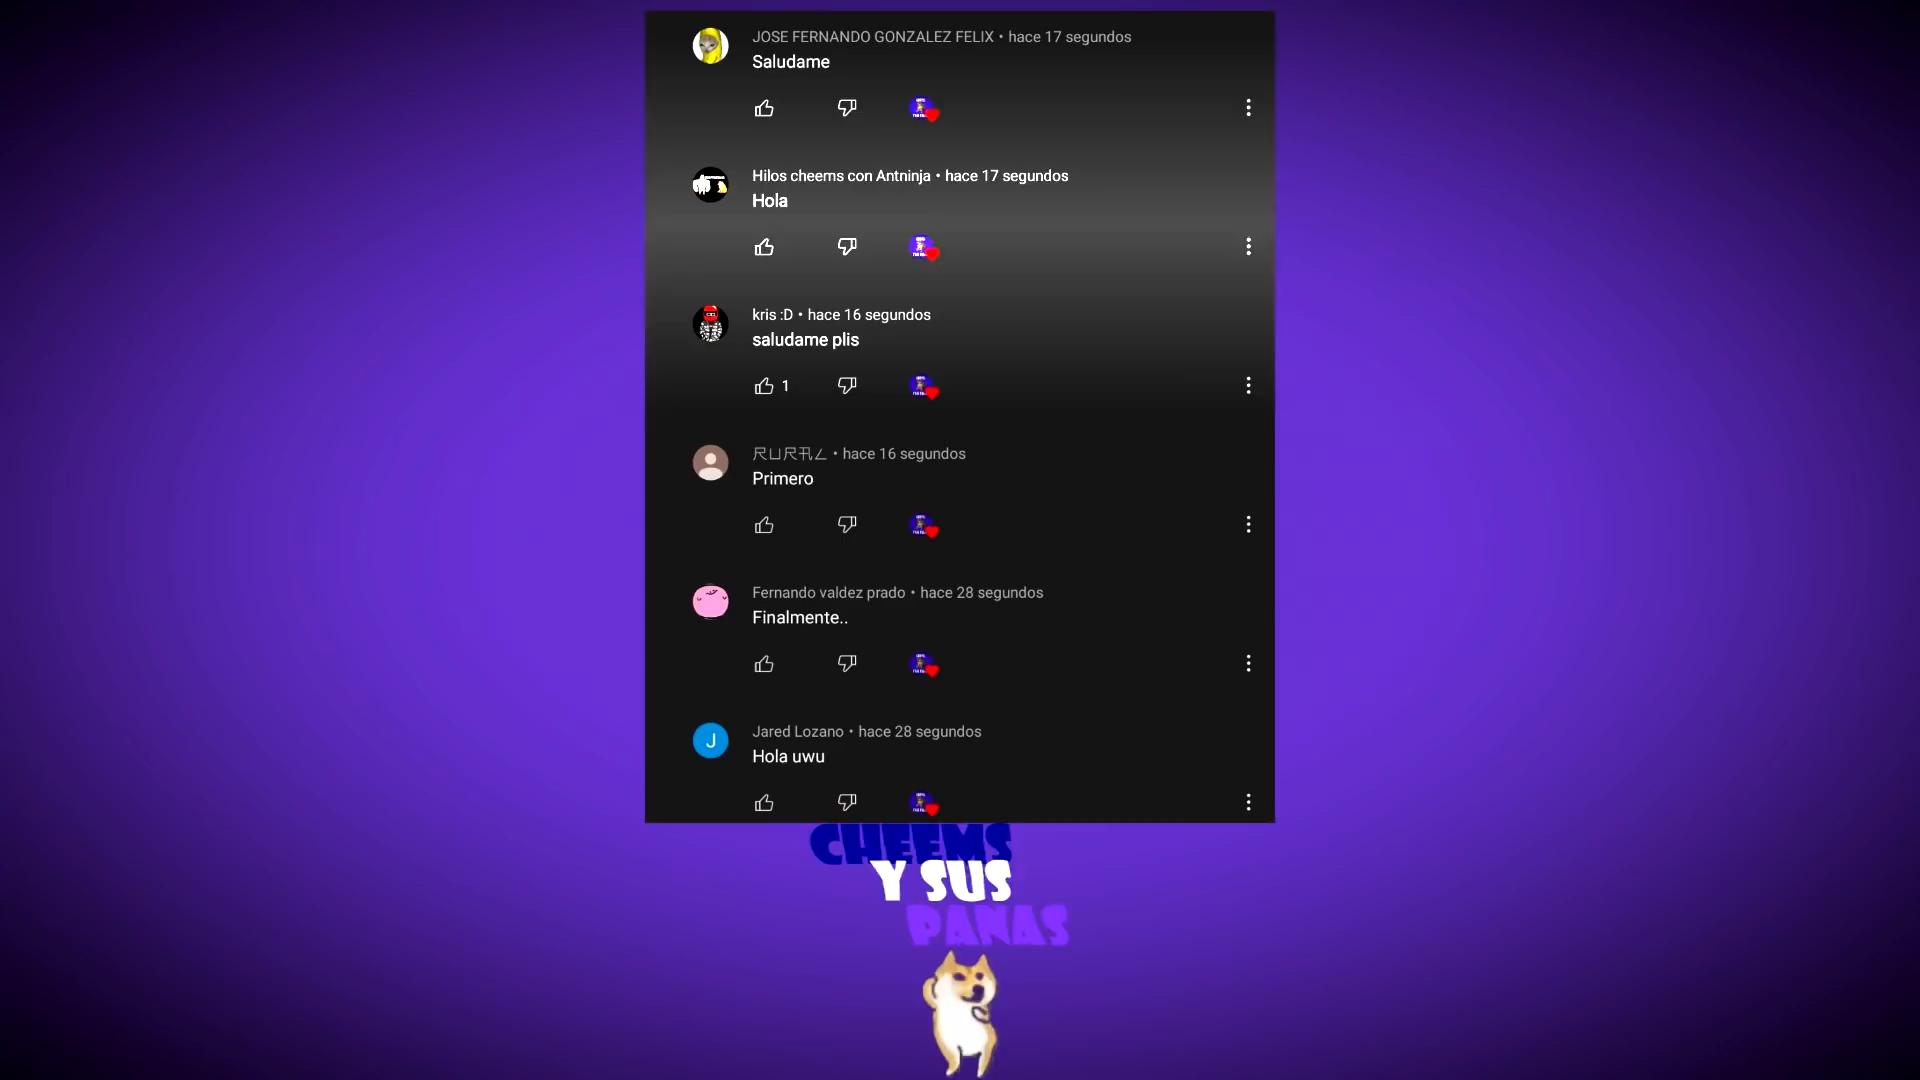 JOSE FERNANDO GONZALEZ FELIX • hace 17 segundos
Saludame
Hilos cheems con Antninja • hace 17 segundos
Hola
kris :D • hace 16 segundos
saludame plis
1
尺ㄩ尺卂ㄥ • hace 16 segundos
Primero
Fernando valdez prado • hace 28 segundos
Finalmente..
J
Jared Lozano • hace 28 segundos
Hola uwu
CHEEMS
Y SUS
PANAS